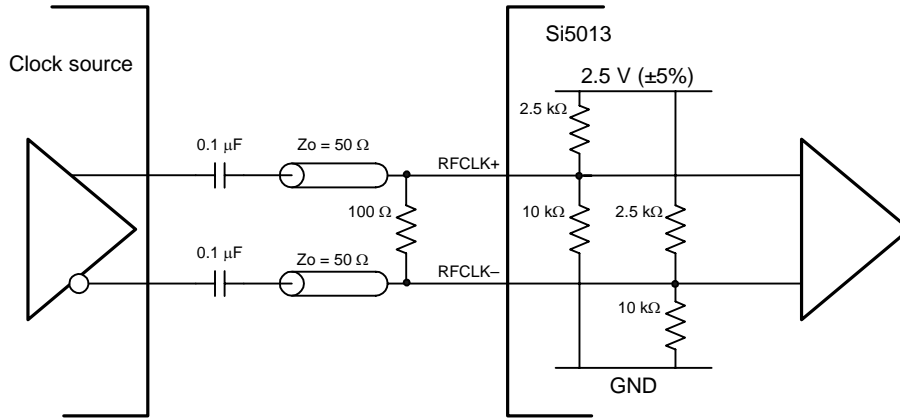 Si5013
Clock source
2.5 V (±5%)
2.5 kΩ
0.1 μF
Zo = 50 Ω
RFCLK+
100 Ω
10 kΩ
2.5 kΩ
0.1 μF
Zo = 50 Ω
RFCLK–
10 kΩ
GND